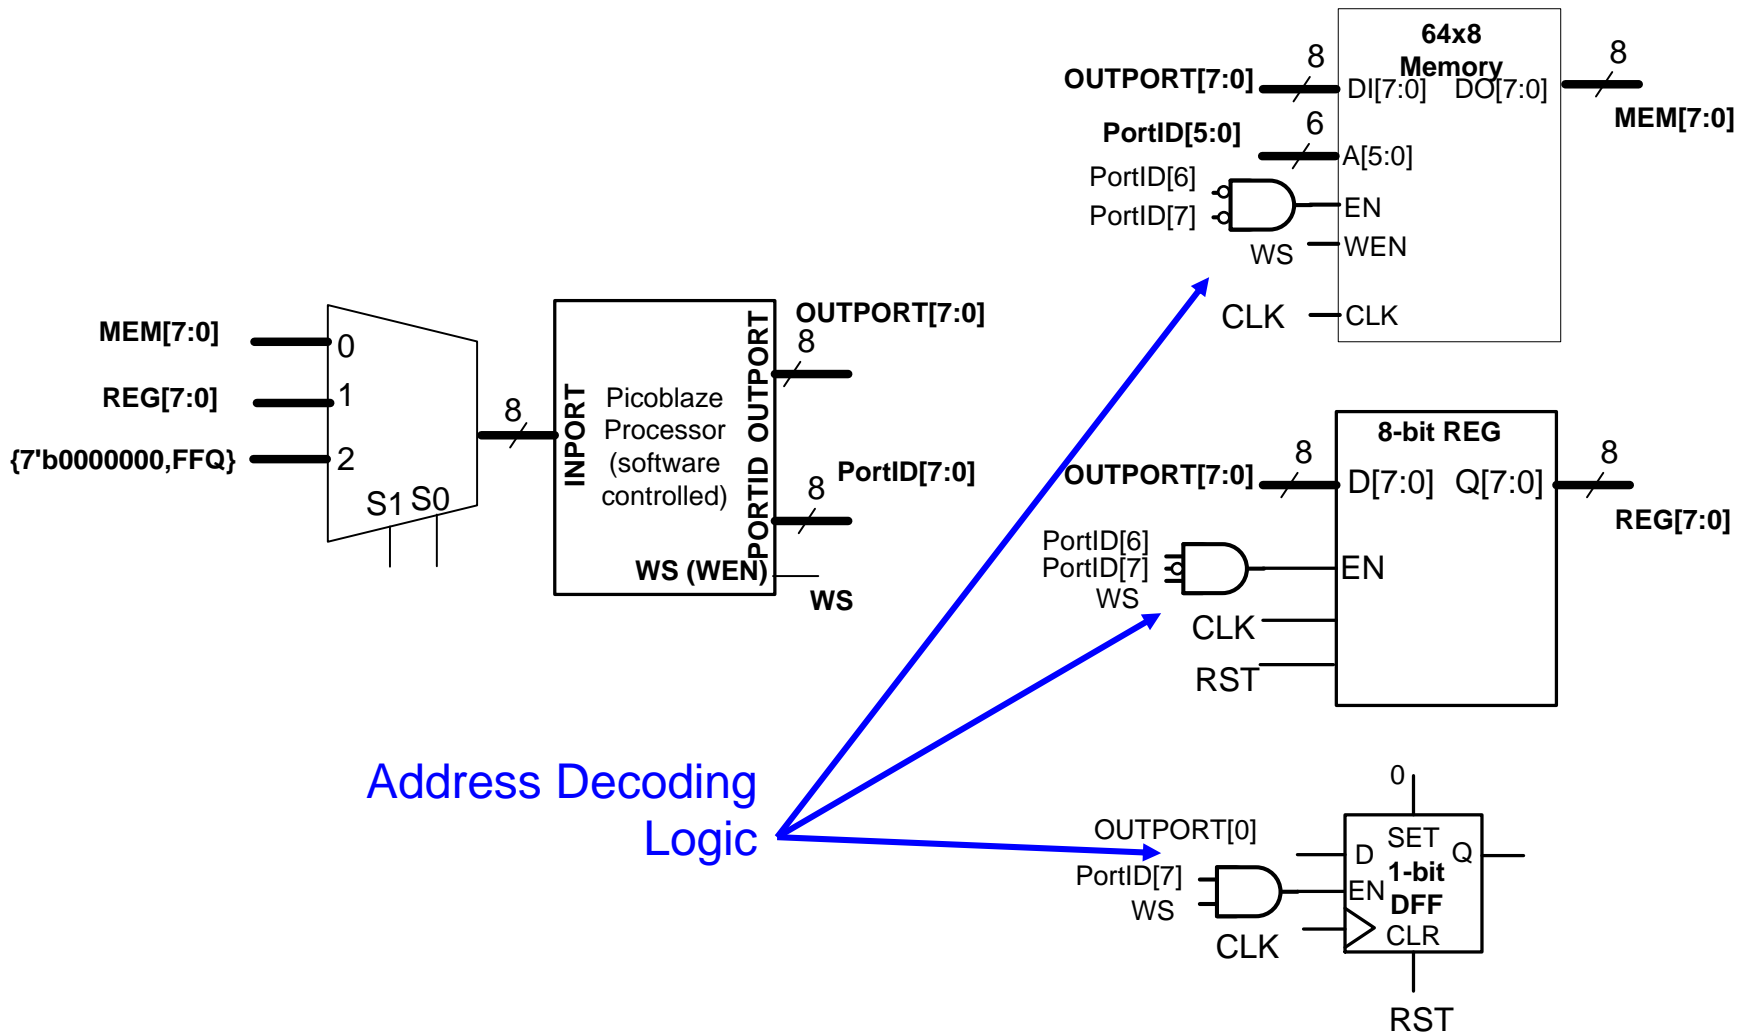 MEM[7:0]
REG[7:0]
{7'b0000000,FFQ}
0
1
2
S1 S0
8
INPORT
Picoblaze
Processor
(software
controlled)
PORTID OUTPORT
WS (WEN)
OUTPORT[7:0]
8
PortID[7:0]
8
WS
64x8
Memory
OUTPORT[7:0]
8
DI[7:0] DO[7:0]
8
MEM[7:0]
PortID[5:0]
6
A[5:0]
PortID[6]
PortID[7]
EN
WS
WEN
CLK
CLK
8-bit REG
OUTPORT[7:0]
8
D[7:0] Q[7:0]
8
REG[7:0]
PortID[6]
PortID[7]
WS
EN
CLK
RST
Address Decoding
Logic
0
OUTPORT[0]
PortID[7]
WS
CLK
SET
D
Q
1-bit
EN
DFF
CLR
RST